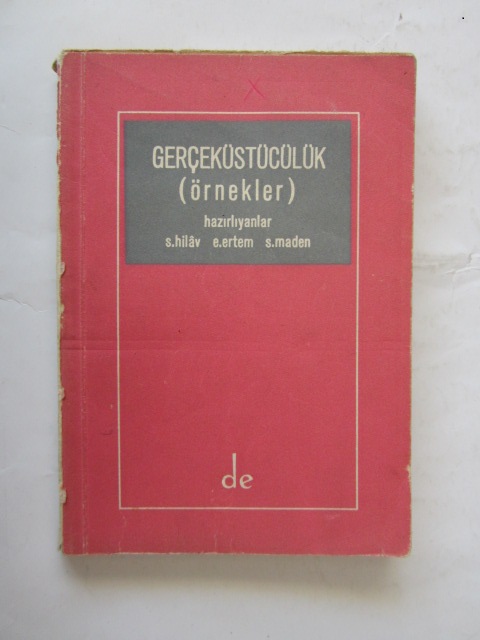 GERÇEKÜSTÜCÜLÜK
(örnekler)
hazırlıyanlar
s.hilâv e.ertem s.maden
de